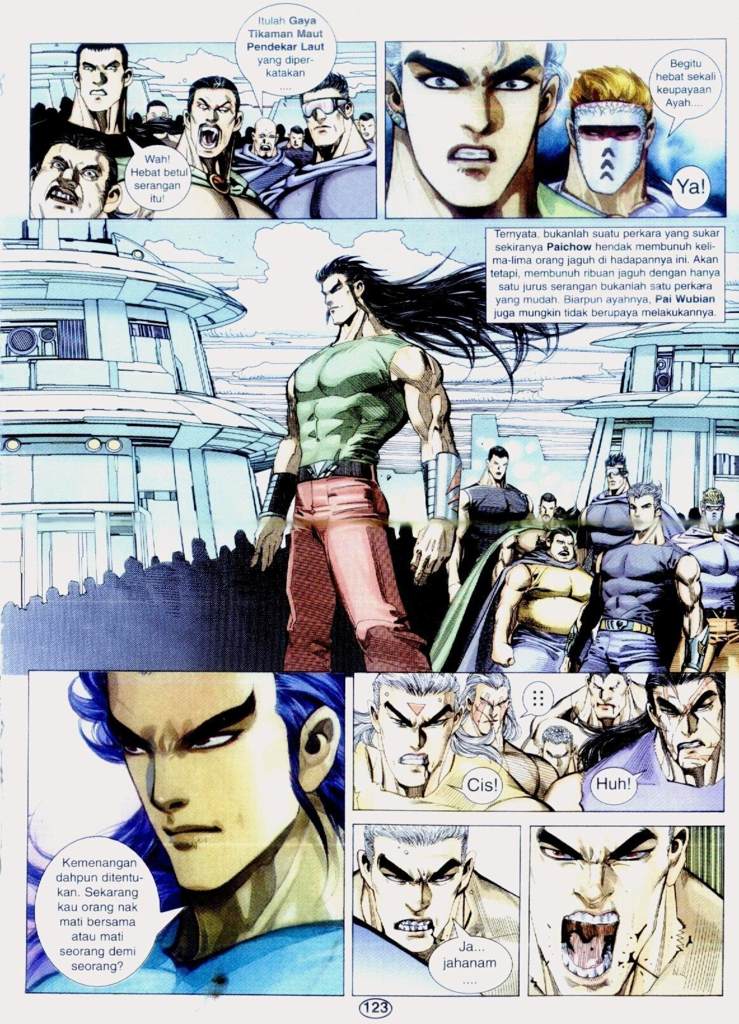 Itulah Gaya
Tikaman Maut
Pendekar Laut
yang diper-
katakan
....
Wah!
Hebat betul
serangan
itu!
Begitu
hebat sekali
keupayaan
Ayah....
Ya!
Ternyata, bukanlah suatu perkara yang sukar
sekiranya Paichow hendak membunuh keli-
ma-lima orang jaguh di hadapannya ini. Akan
tetapi, membunuh ribuan jaguh dengan hanya
satu jurus serangan bukanlah satu perkara
yang mudah. Biarpun ayahnya, Pai Wubian
juga mungkin tidak berupaya melakukannya.
Kemenangan
dahpun ditentu-
kan. Sekarang
kau orang nak
mati bersama
atau mati
seorang demi
seorang?
Cis!
Huh!
Ja...
jahanam
....
123